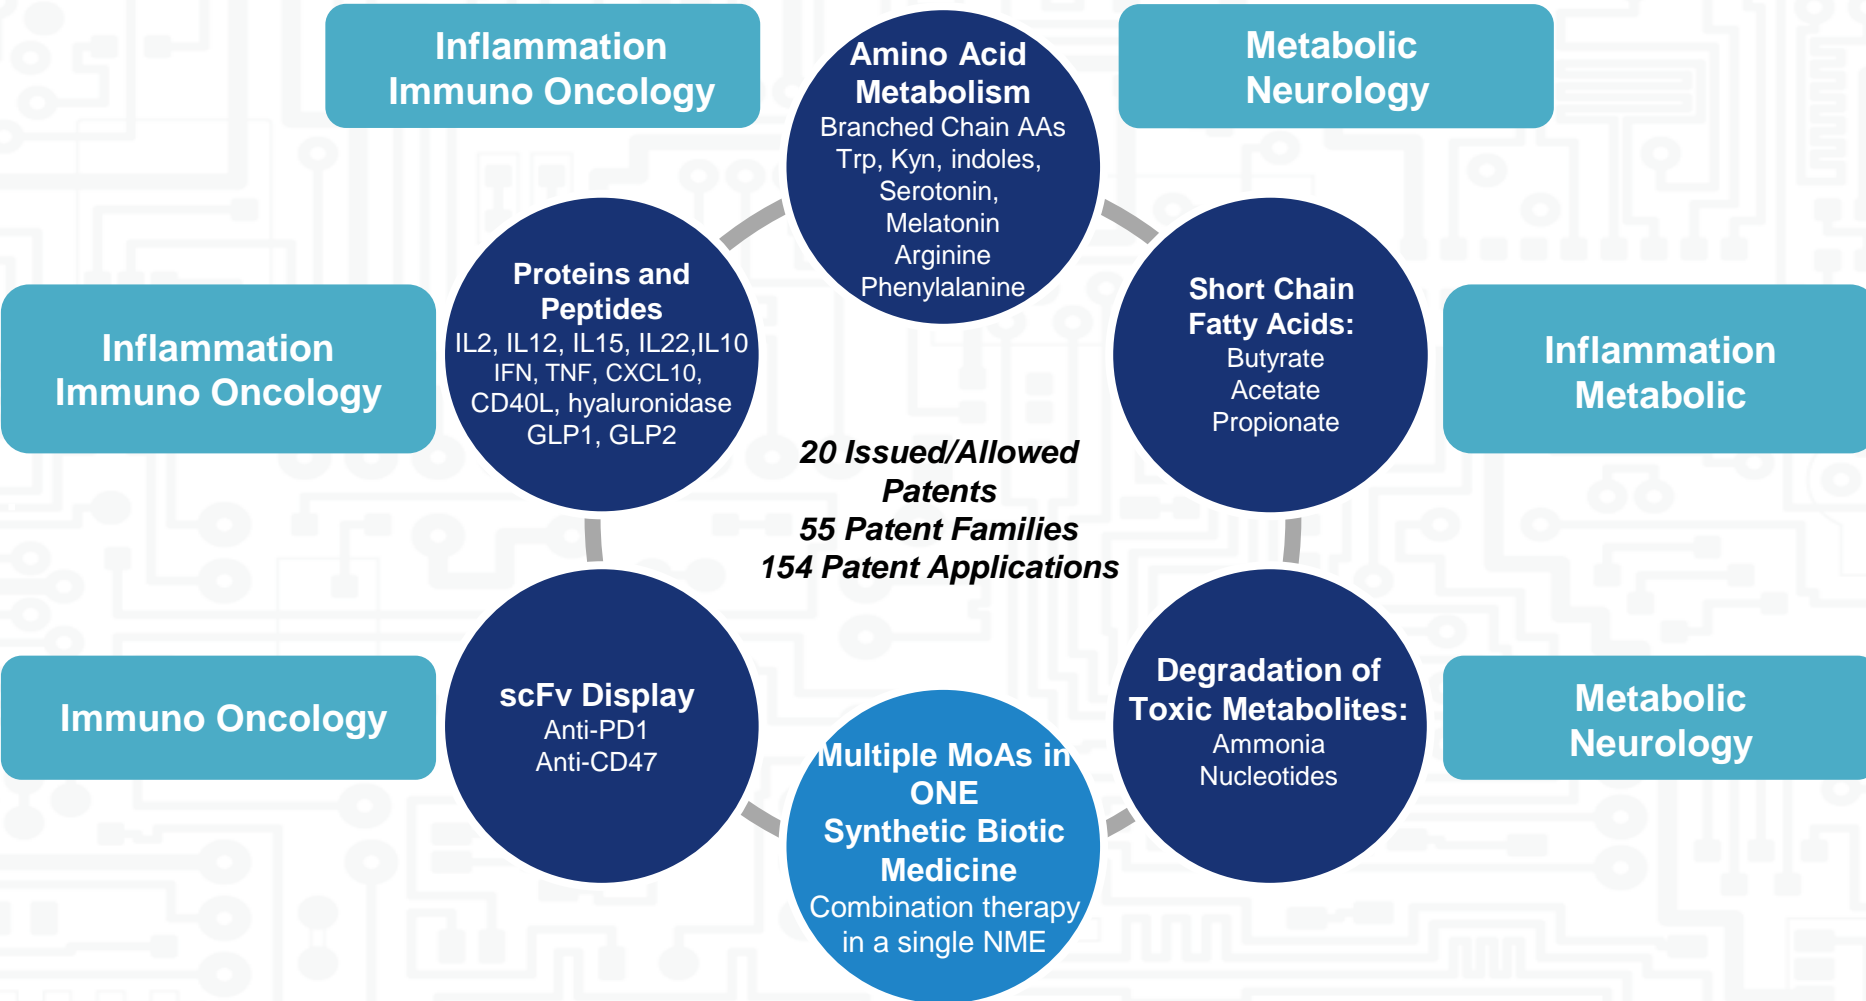 Inflammation
Immuno Oncology
Amino Acid
Metabolism
Branched Chain AAs
Trp, Kyn, indoles,
Serotonin,
Melatonin
Arginine
Phenylalanine
Metabolic
Neurology
Proteins and
Peptides
IL2, IL12, IL15, IL22,IL10
IFN, TNF, CXCL10,
CD40L, hyaluronidase
GLP1, GLP2
Inflammation
Immuno Oncology
Short Chain
Fatty Acids:
Butyrate
Acetate
Propionate
Inflammation
Metabolic
20 Issued/Allowed
Patents
55 Patent Families
154 Patent Applications
Immuno Oncology
scFv Display
Anti-PD1
Anti-CD47
Multiple MoAs in
ONE
Synthetic Biotic
Medicine
Combination therapy
in a single NME
Degradation of
Toxic Metabolites:
Ammonia
Nucleotides
Metabolic
Neurology